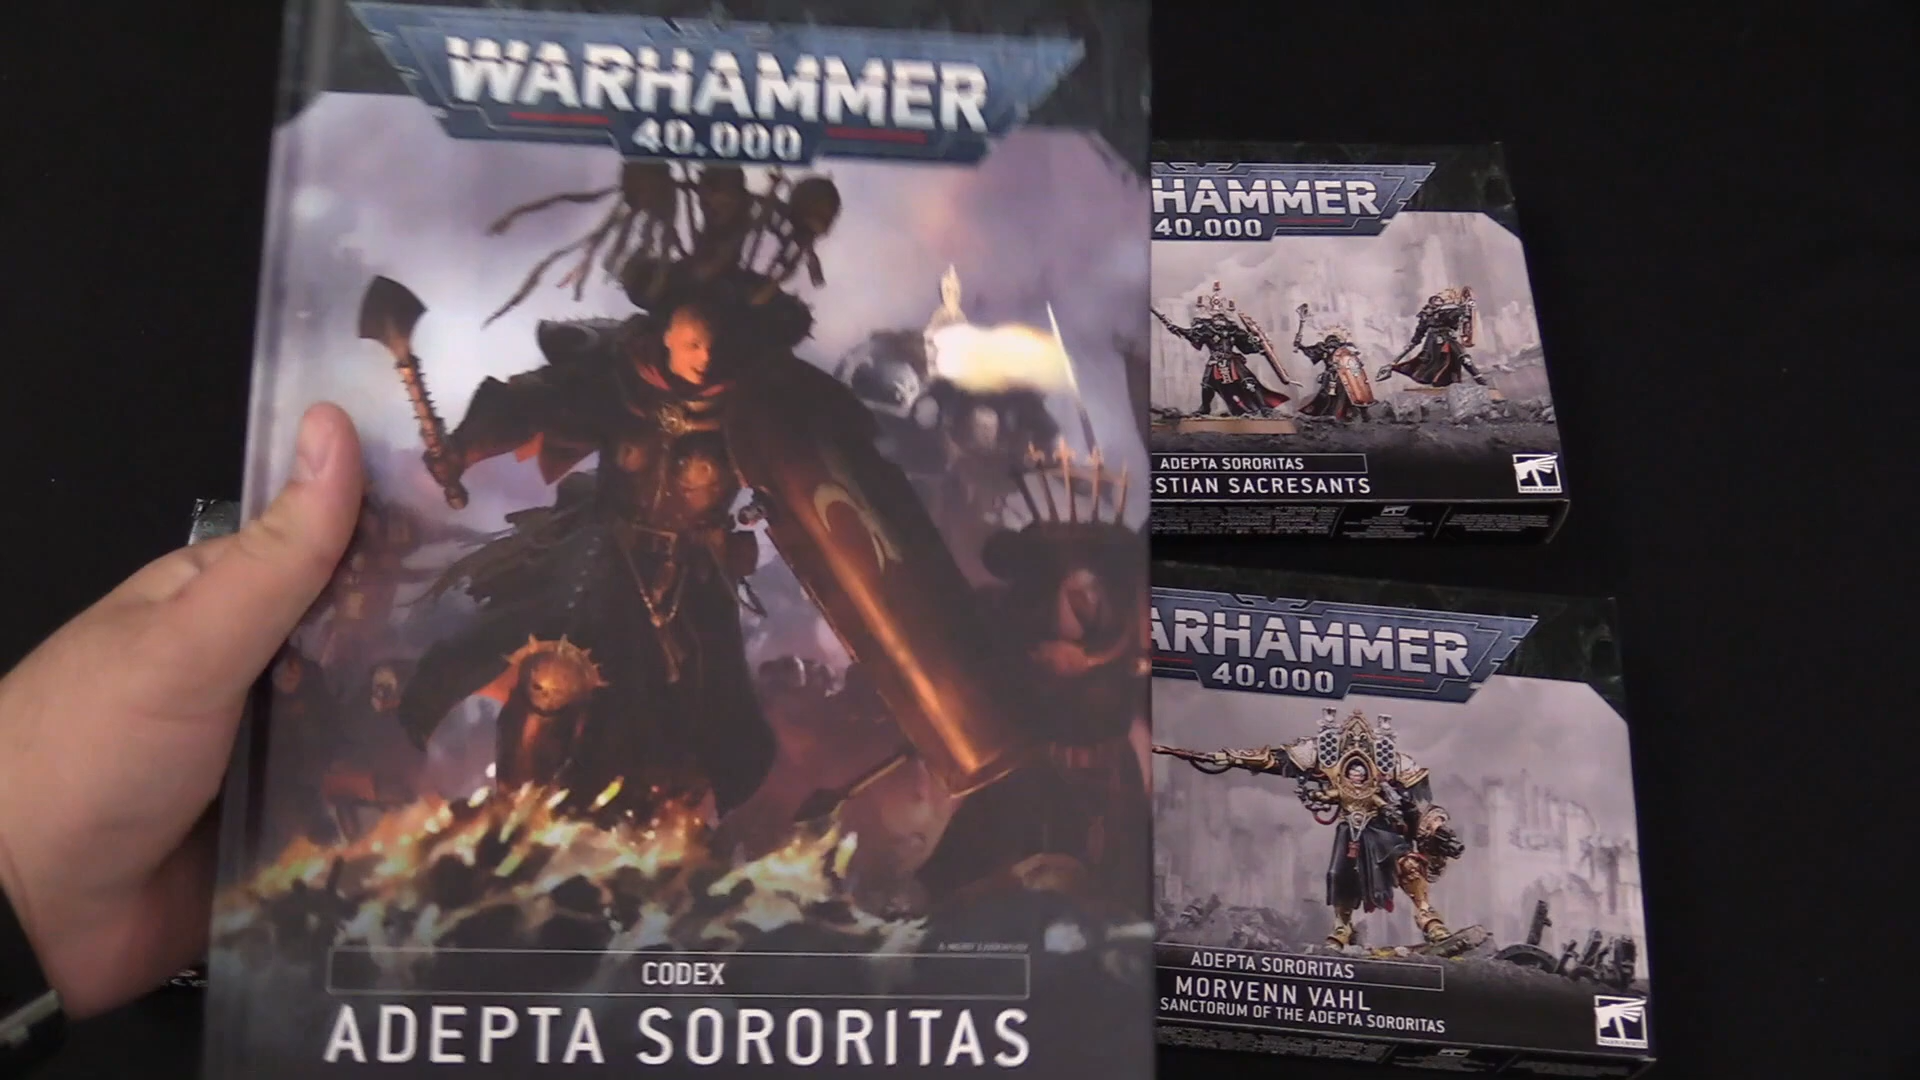 WARHAMMER
40,000
CODEX
ADEPTA SORORITAS
HAMMER
40,000
ADEPTA SORORITAS
STIAN SACRESANTS
ARHAMMER
40,000
ADEPTA SORORITAS
MORVENN VAHL
SANCTORUM OF THE ADEPTA SORORITAS